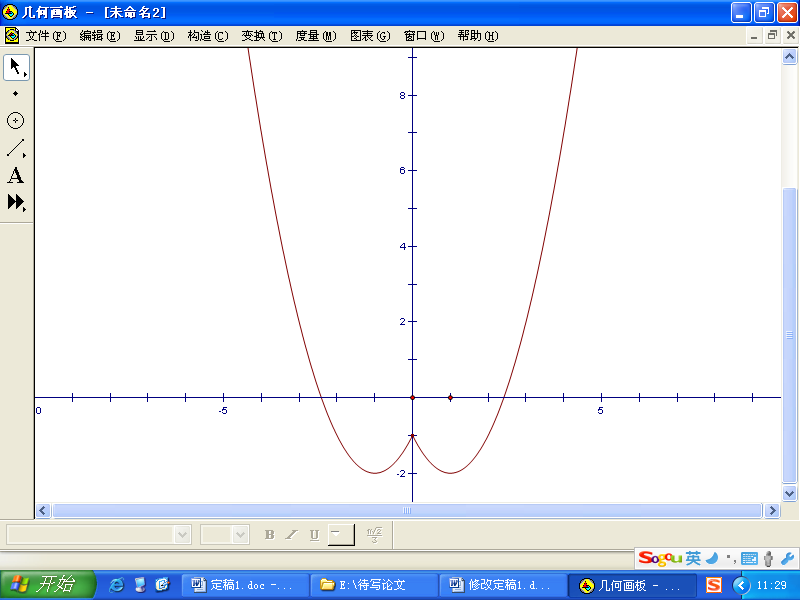 几何画板 - [未命名2]
文件(F) 编辑(E) 显示(D) 构造(C) 变换(T) 度量(M) 图表(G) 窗口(W) 帮助(H)
A
8
6
4
2
0 -5 5
-2
B I U
Sogou 英
开始 定稿1.doc -... E:\待写论文 修改定稿1.d... 几何画板 - ... S 11:29